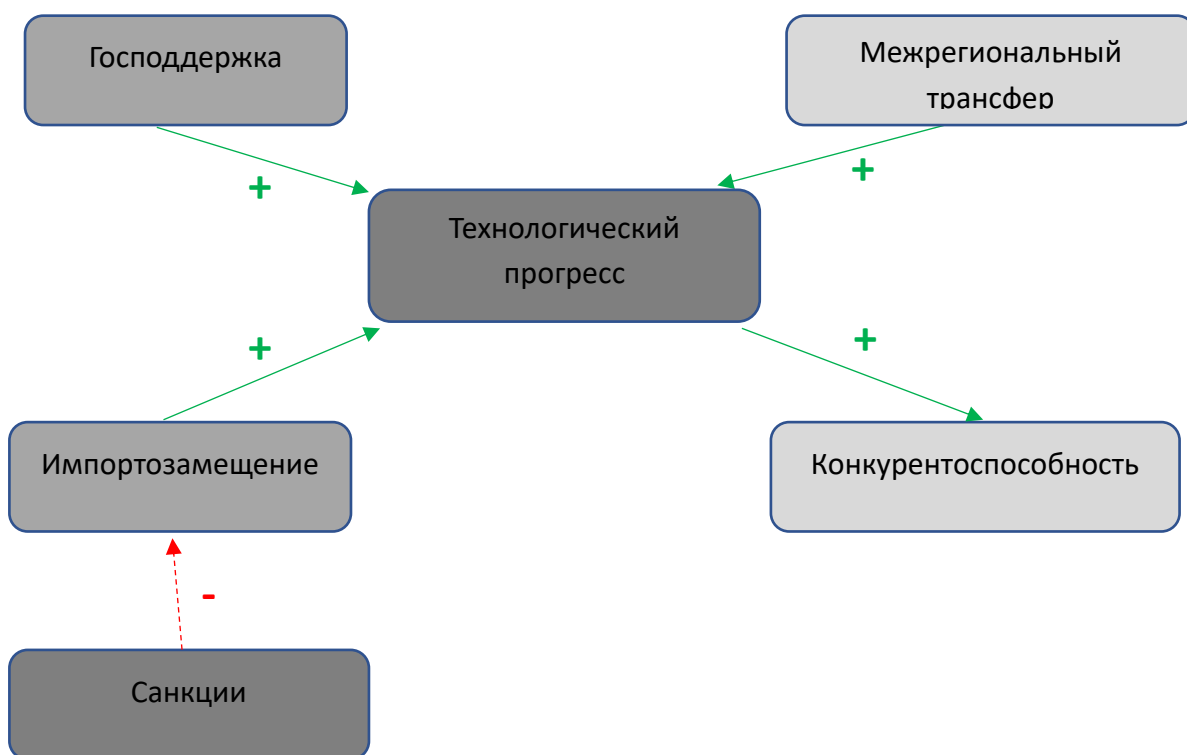 Господдержка
Межрегиональный
трансфер
+
+
Технологический
прогресс
+
+
Импортозамещение
Конкурентоспособность
-
Санкции